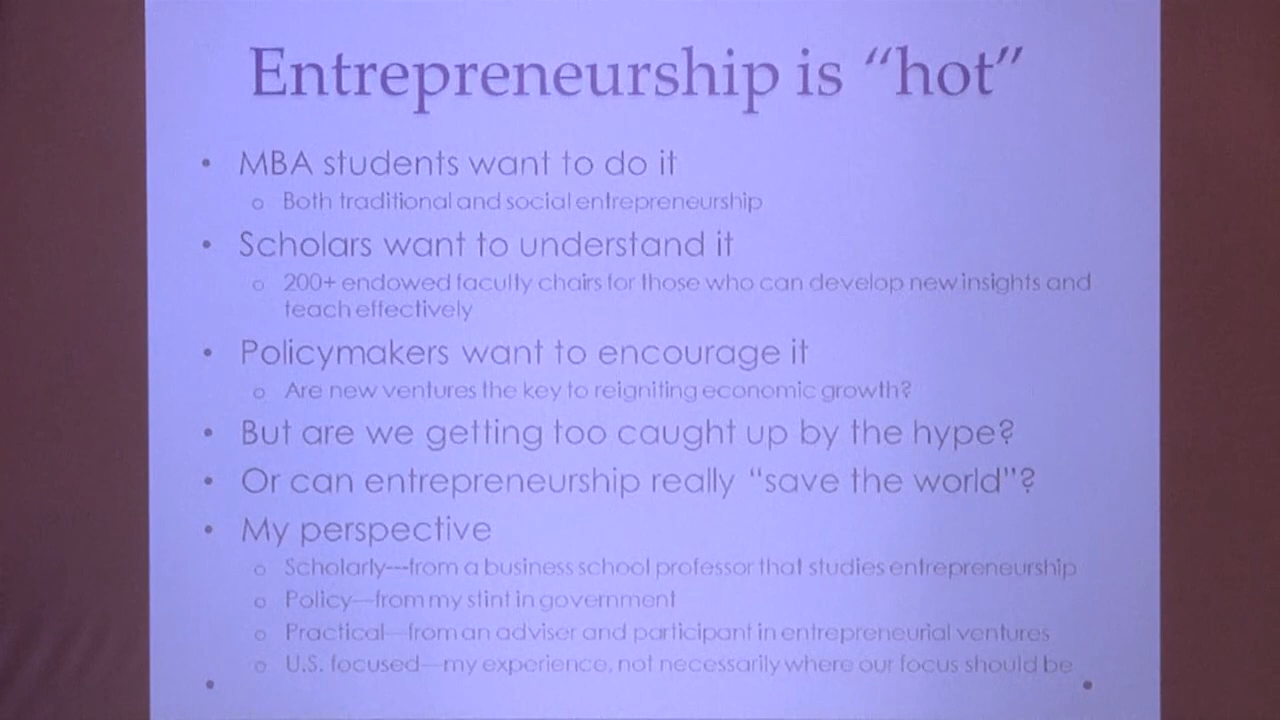 Entrepreneurship is “hot”
• MBA students want to do it
o Both traditional and social entrepreneurship
• Scholars want to understand it
o 200+ endowed faculty chairs for those who can develop new insights and
teach effectively
• Policymakers want to encourage it
o Are new ventures the key to reigniting economic growth?
• But are we getting too caught up by the hype?
• Or can entrepreneurship really “save the world”?
• My perspective
o Scholarly---from a business school professor that studies entrepreneurship
o Policy—from my stint in government
o Practical—from an adviser and participant in entrepreneurial ventures
o U.S. focused—my experience, not necessarily where our focus should be